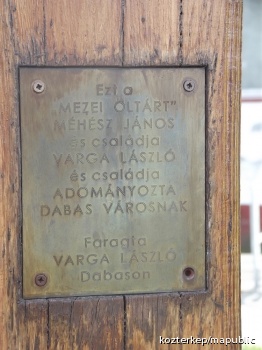 Ezt a
"MEZEI OLTÁRT"
MÉHÉSZ JÁNOS
és családja
VARGA LÁSZLÓ
és családja
ADOMÁNYOZTA
DABAS VÁROSNAK
Faragta
VARGA LÁSZLÓ
Dabason
kozterkep/mapublic